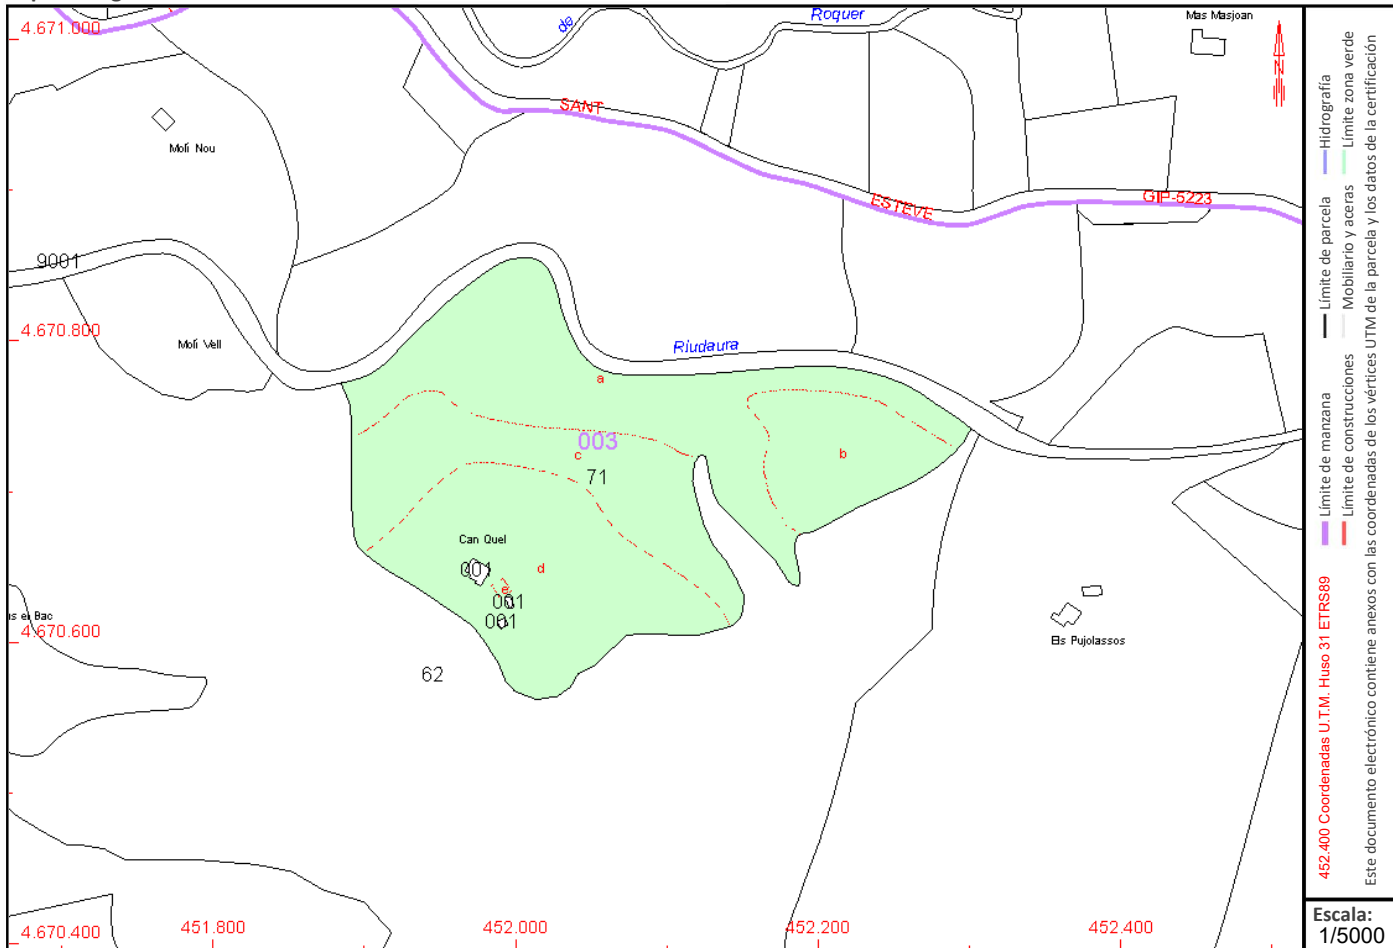 4.671.000
de
Roquer
Mas Masjoan
N
SANT
Molí Nou
ESTEVE
GIP-5223
9001
4.670.800
Molí Vell
Riudaura
a
003
c
b
71
Can Quel
001
d
e
001
001
4.670.600
Els Pujolassos
62
4.670.400
451.800
452.000
452.200
452.400
452.400 Coordenadas U.T.M. Huso 31 ETRS89
Límite de manzana
Límite de parcela
Hidrografía
Límite de construcciones
Mobiliario y aceras
Límite zona verde
Este documento electrónico contiene anexos con las coordenadas de los vértices UTM de la parcela y los datos de la certificación
Escala:
1/5000